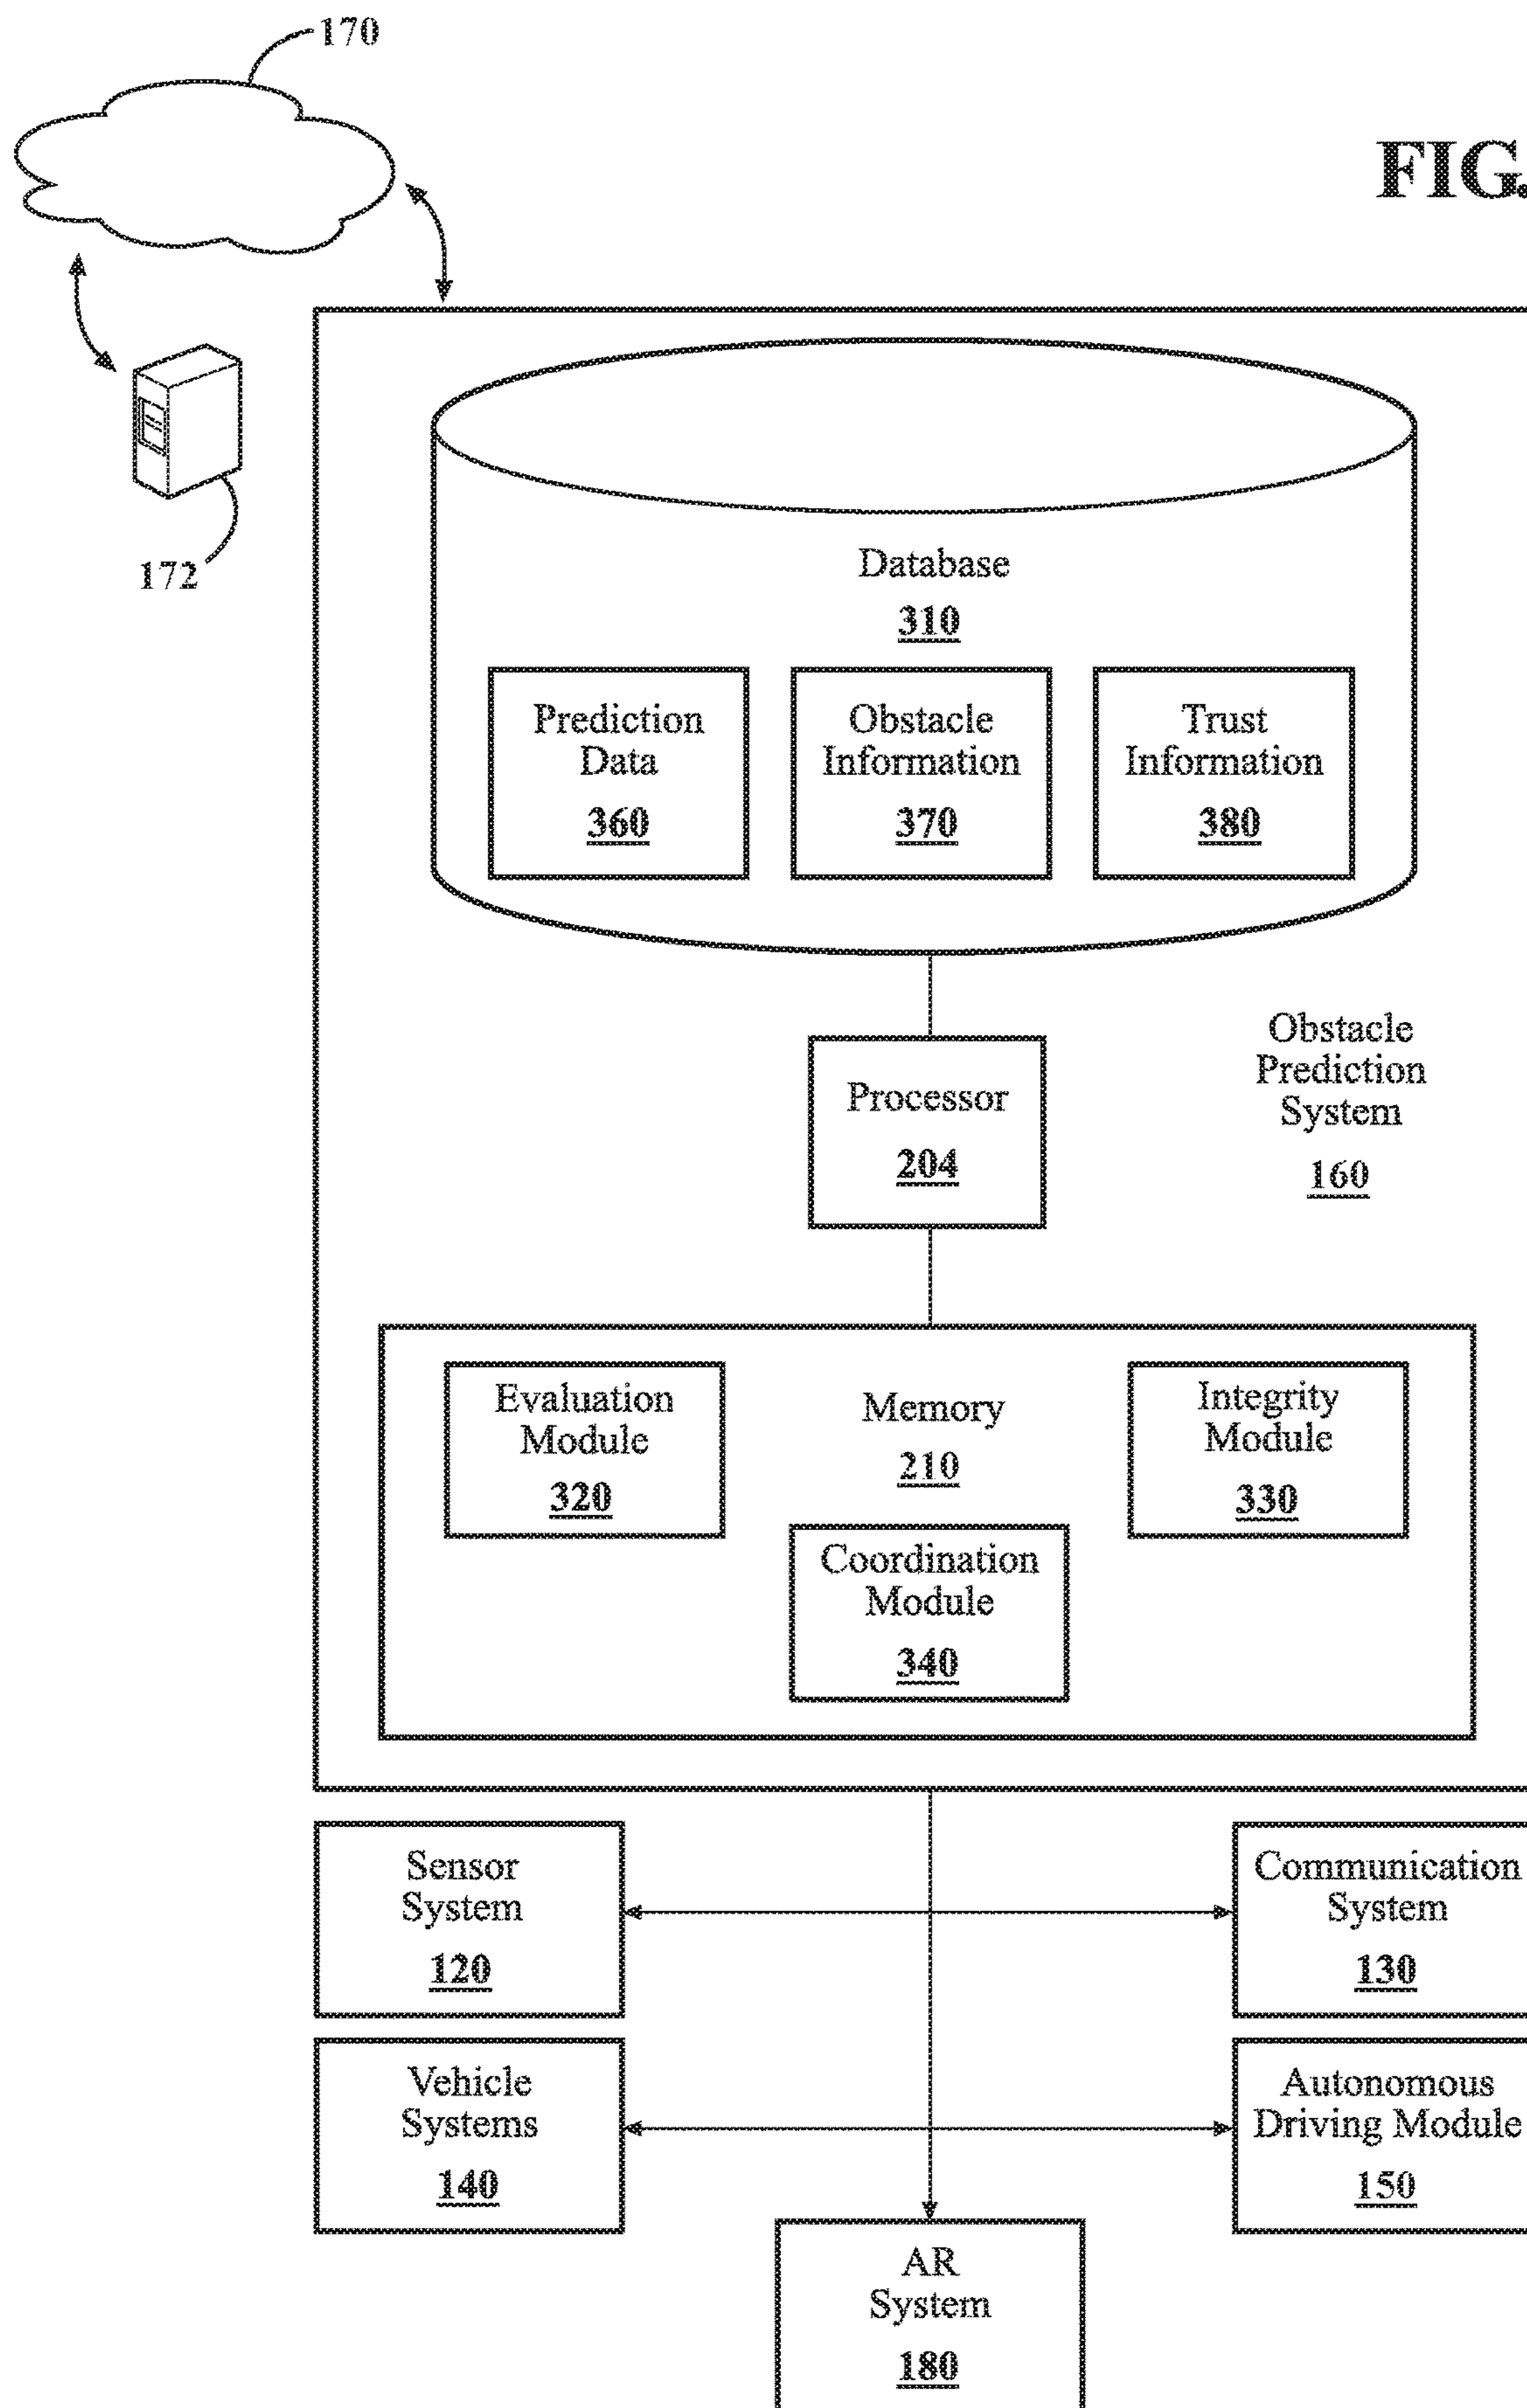 170
FIG.
172
Database
310
Prediction
Data
360
Obstacle
Information
370
Trust
Information
380
Processor
204
Obstacle
Prediction
System
160
Evaluation
Module
320
Memory
210
Integrity
Module
330
Coordination
Module
340
Sensor
System
120
Communication
System
130
Vehicle
Systems
140
Autonomous
Driving Module
150
AR
System
180